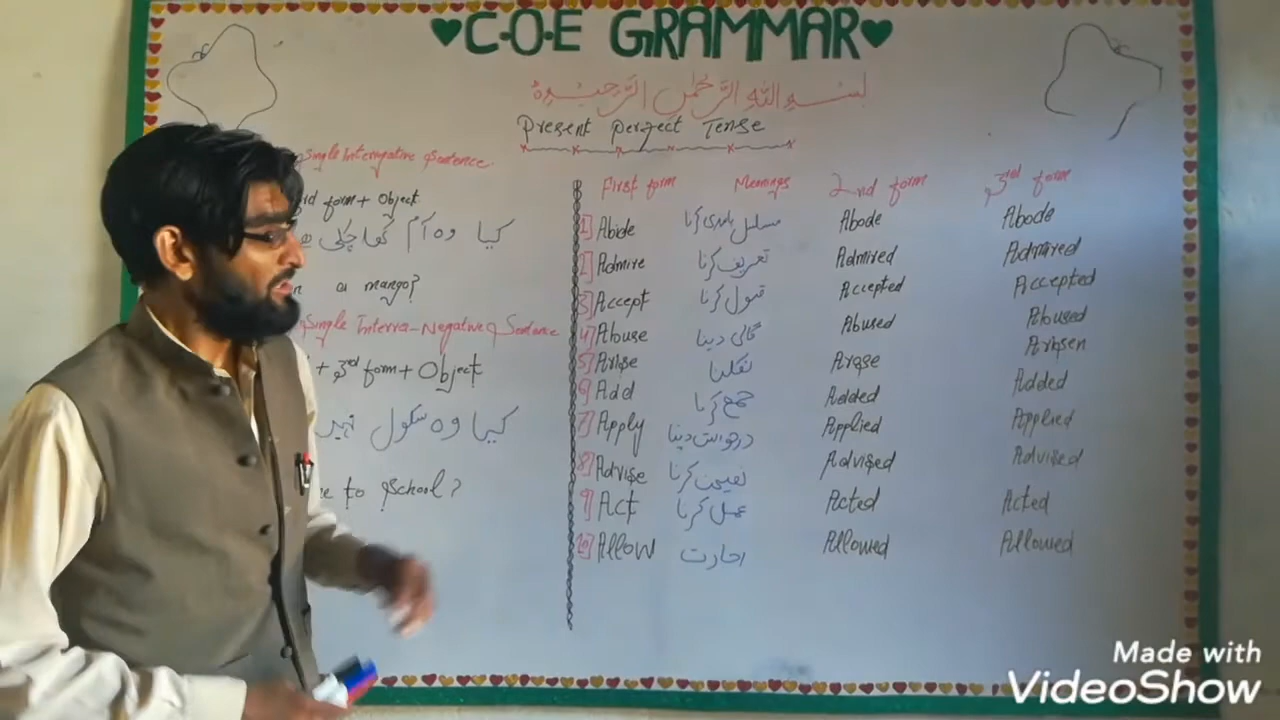 C-O-E GRAMMAR
بسم الله الرحمن الرحيم
Present Perfect Tense
Single Interrogative Sentence
rd form + Object
کیا وہ آم کھا چکی
a mango?
Single Interra-Negative Sentence
+ 3rd form + Object
کیا وہ سکول نہیں
to School?
First form Menings 2nd form 3rd form
1] Abide مسلسل پابندی کرنا Abode Abode
2] Admire تعریف کرنا Admired Admired
3] Accept قبول کرنا Accepted Accepted
4] Abuse گالی دینا Abused Abused
5] Arise نکلنا Arose Arisen
6] Add جمع کرنا Added Added
7] Apply درخواست دینا Applied Applied
8] Advise نصیحت کرنا Advised Advised
9] Act عمل کرنا Acted Acted
10] Allow اجازت Allowed Allowed
Made with
VideoShow